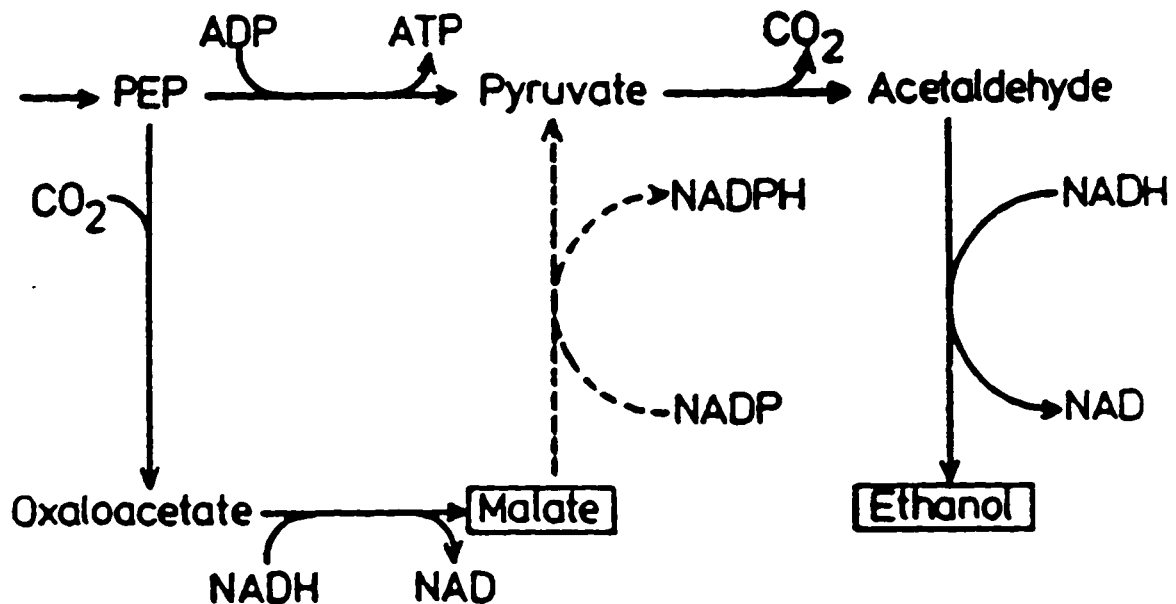 ADP ATP CO2
PEP Pyruvate Acetaldehyde
CO2 NADPH NADH
NADP NAD
Oxaloacetate Malate Ethanol
NADH NAD